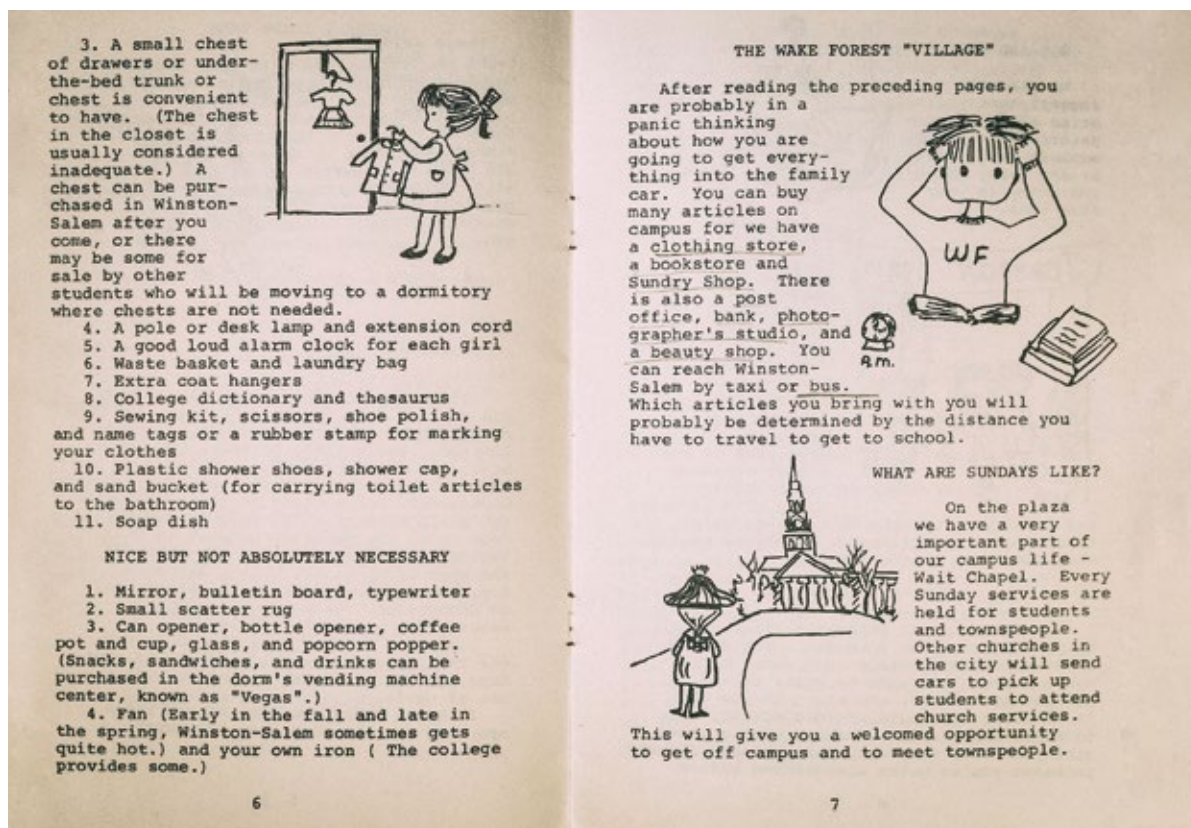 3. A small chest
of drawers or under-
the-bed trunk or
chest is convenient
to have. (The chest
in the closet is
usually considered
inadequate.) A
chest can be pur-
chased in Winston-
Salem after you
come, or there
may be some for
sale by other
students who will be moving to a dormitory
where chests are not needed.
4. A pole or desk lamp and extension cord
5. A good loud alarm clock for each girl
6. Waste basket and laundry bag
7. Extra coat hangers
8. College dictionary and thesaurus
9. Sewing kit, scissors, shoe polish,
and name tags or a rubber stamp for marking
your clothes
10. Plastic shower shoes, shower cap,
and sand bucket (for carrying toilet articles
to the bathroom)
11. Soap dish
NICE BUT NOT ABSOLUTELY NECESSARY
1. Mirror, bulletin board, typewriter
2. Small scatter rug
3. Can opener, bottle opener, coffee
pot and cup, glass, and popcorn popper.
(Snacks, sandwiches, and drinks can be
purchased in the dorm's vending machine
center, known as "Vegas".)
4. Fan (Early in the fall and late in
the spring, Winston-Salem sometimes gets
quite hot.) and your own iron ( The college
provides some.)
6
THE WAKE FOREST "VILLAGE"
After reading the preceding pages, you
are probably in a
panic thinking
about how you are
going to get every-
thing into the family
car. You can buy
many articles on
campus for we have
a clothing store,
a bookstore and
Sundry Shop. There
is also a post
office, bank, photo-
grapher's studio, and
a beauty shop. You
can reach Winston-
Salem by taxi or bus.
Which articles you bring with you will
probably be determined by the distance you
have to travel to get to school.
WF
A.m.
WHAT ARE SUNDAYS LIKE?
On the plaza
we have a very
important part of
our campus life -
Wait Chapel. Every
Sunday services are
held for students
and townspeople.
Other churches in
the city will send
cars to pick up
students to attend
church services.
This will give you a welcomed opportunity
to get off campus and to meet townspeople.
7